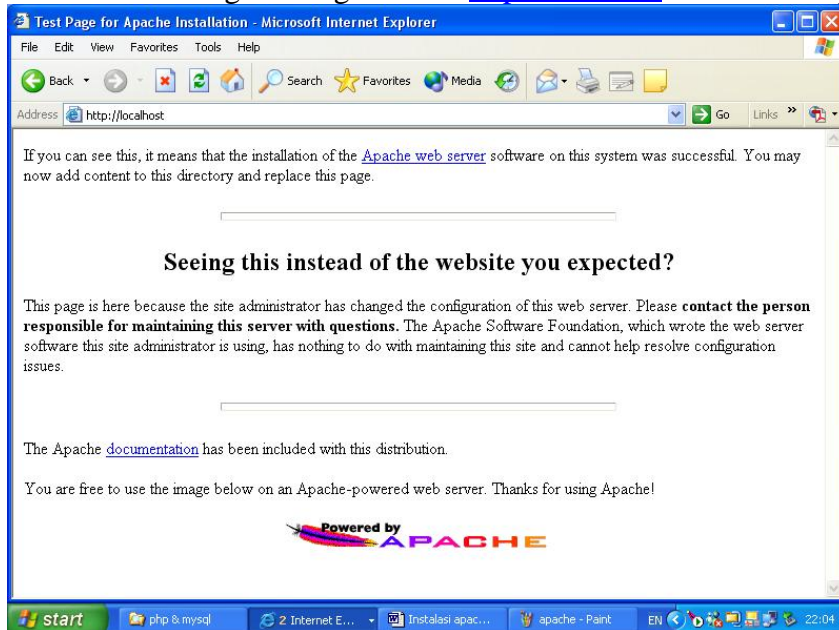 Test Page for Apache Installation - Microsoft Internet Explorer
File Edit View Favorites Tools Help
Back Search Favorites Media
Address http://localhost Go Links
If you can see this, it means that the installation of the Apache web server software on this system was successful. You may
now add content to this directory and replace this page.
Seeing this instead of the website you expected?
This page is here because the site administrator has changed the configuration of this web server. Please contact the person
responsible for maintaining this server with questions. The Apache Software Foundation, which wrote the web server
software this site administrator is using, has nothing to do with maintaining this site and cannot help resolve configuration
issues.
The Apache documentation has been included with this distribution.
You are free to use the image below on an Apache-powered web server. Thanks for using Apache!
Powered by
APACHE
start php & mysql 2 Internet E... Instalasi apac... apache - Paint EN 22:04